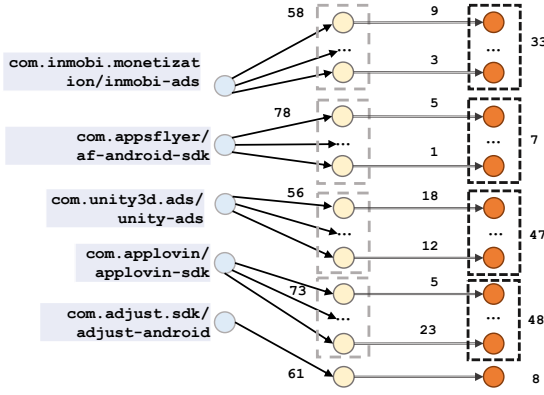 58
9
...
...
33
com.inmobi.monetizat
ion/inmobi-ads
3
78
5
com.appsflyer/
af-android-sdk
...
...
7
1
56
18
com.unity3d.ads/
unity-ads
...
...
47
12
com.applovin/
applovin-sdk
73
5
...
...
48
com.adjust.sdk/
adjust-android
23
61
8